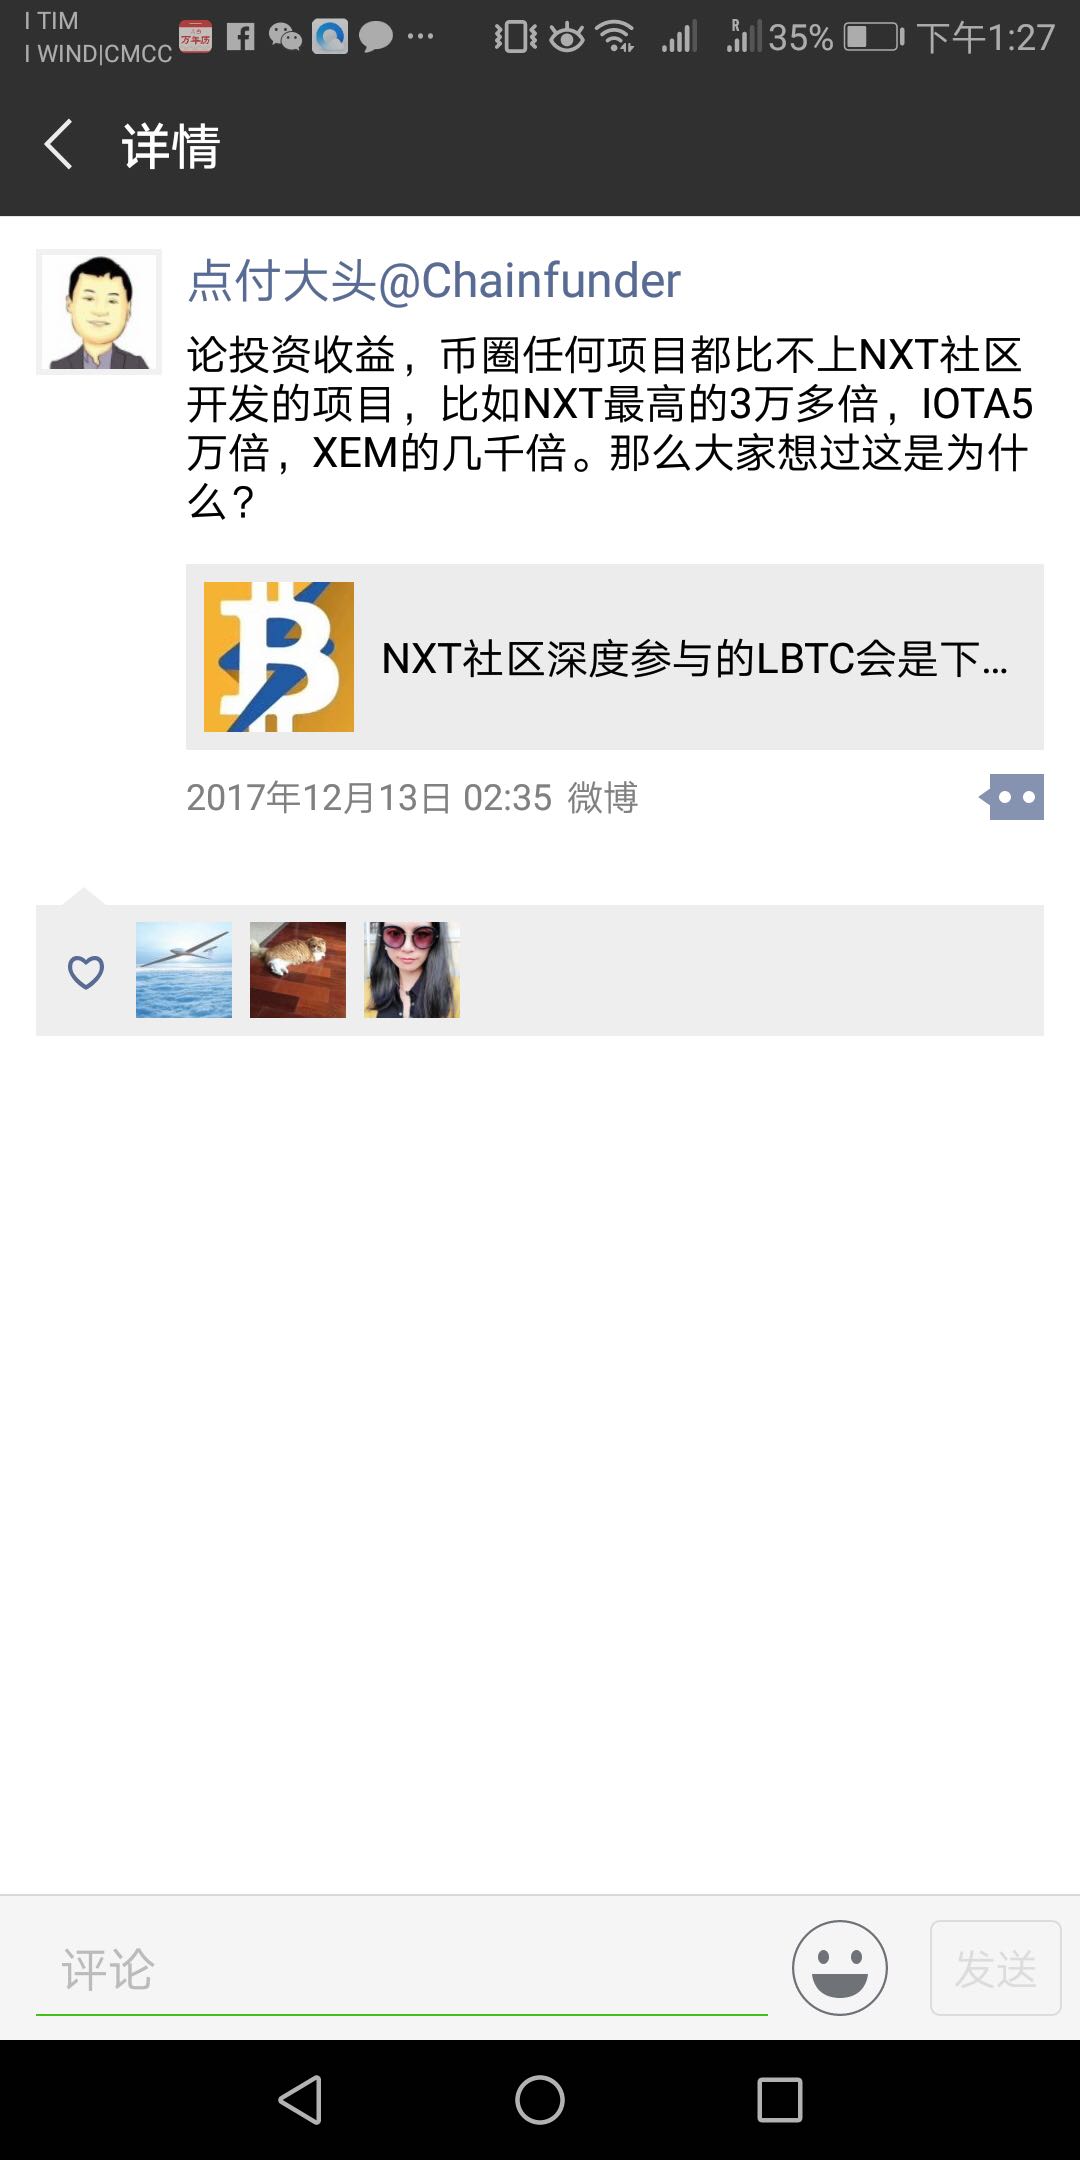 I TIM
I WIND|CMCC
万年历
R 35% 下午1:27
详情
点付大头@Chainfunder
论投资收益，币圈任何项目都比不上NXT社区
开发的项目，比如NXT最高的3万多倍，IOTA5
万倍，XEM的几千倍。那么大家想过这是为什
么？
NXT社区深度参与的LBTC会是下...
2017年12月13日 02:35 微博
评论
发送